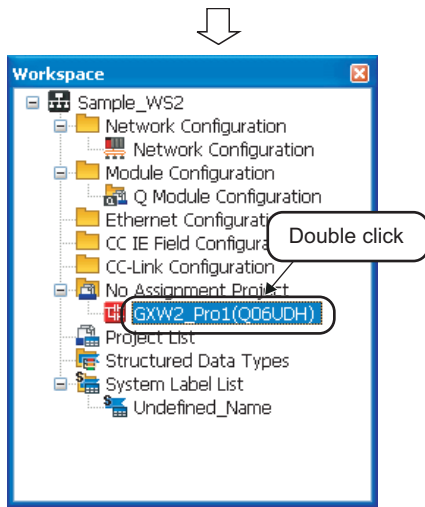 Workspace
Sample_WS2
Network Configuration
Network Configuration
Module Configuration
Q Module Configuration
Ethernet Configurati
CC IE Field Configura
Double click
CC-Link Configuration
No Assignment Project
GXW2_Pro1(Q06UDH)
Project List
Structured Data Types
System Label List
Undefined_Name